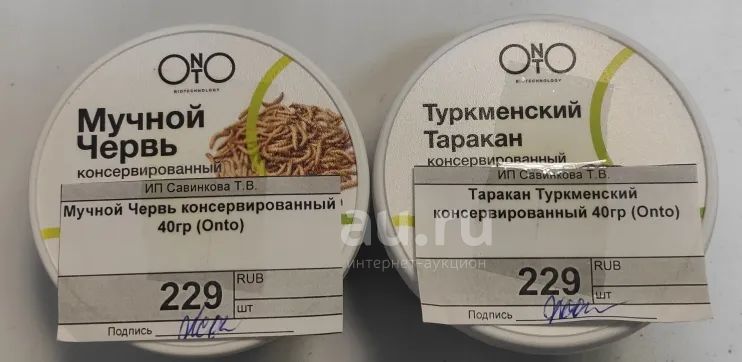 ONTO
BIOTECHNOLOGY
Мучной
Червь
консервированный
ИП Савинкова Т.В.
Мучной Червь консервированный
40гр (Onto)
229
RUB
шт
Подпись
ONTO
BIOTECHNOLOGY
Туркменский
Таракан
консервированный
ИП Савинкова Т.В.
Таракан Туркменский
консервированный 40гр (Onto)
229
RUB
шт
Подпись
au.ru
интернет-аукцион